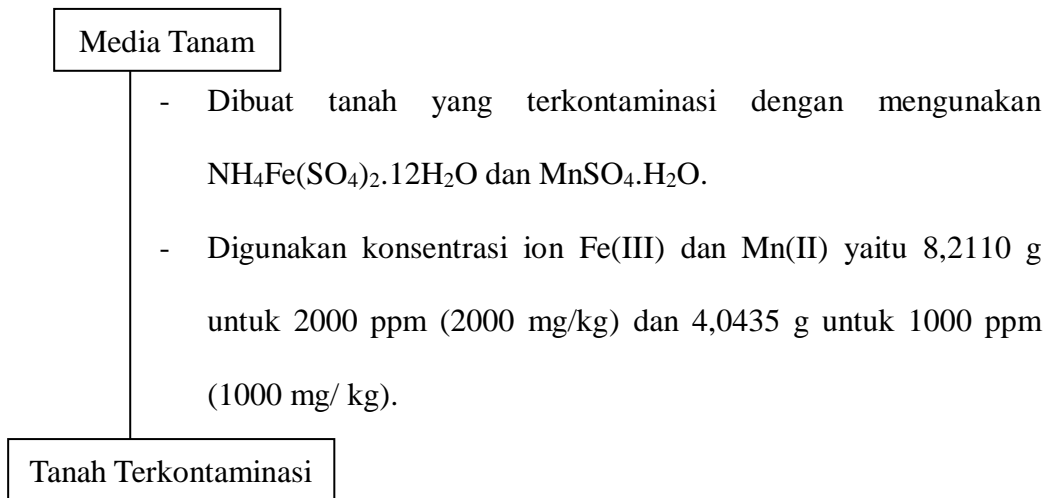 Media Tanam
- Dibuat tanah yang terkontaminasi dengan mengunakan
NH₄Fe(SO₄)₂.12H₂O dan MnSO₄.H₂O.
- Digunakan konsentrasi ion Fe(III) dan Mn(II) yaitu 8,2110 g
untuk 2000 ppm (2000 mg/kg) dan 4,0435 g untuk 1000 ppm
(1000 mg/ kg).
Tanah Terkontaminasi